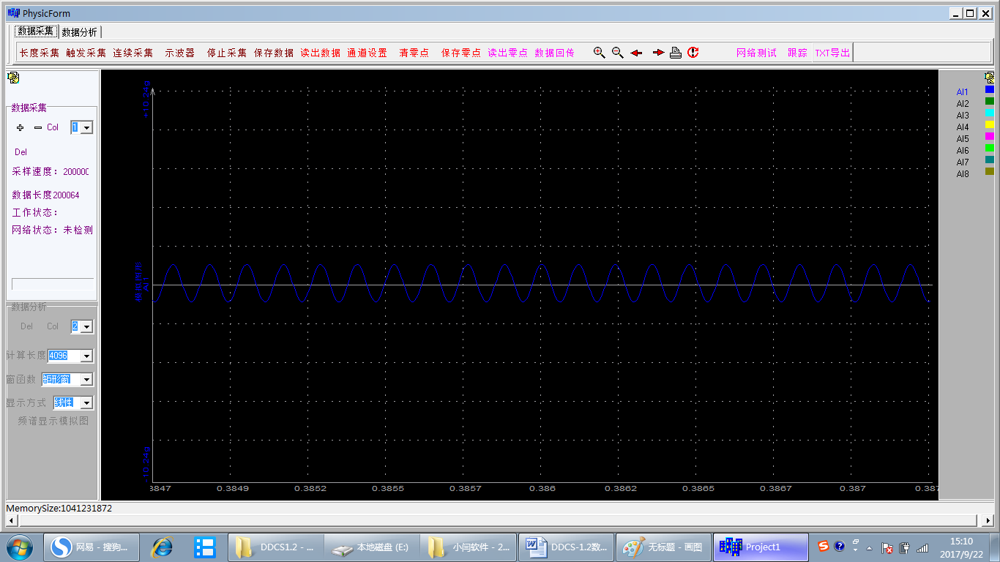 PhysicForm
数据采集 数据分析
长度采集 触发采集 连续采集 示波器 停止采集 保存数据 读出数据 通道设置 清零点 保存零点 读出零点 数据回传 网络测试 跟踪 TXT导出
数据采集
Col 1
Del
采样速度：200000
数据长度200064
工作状态：
网络状态：未检测
数据分析
Del Col 2
计算长度 4096
窗函数 矩形窗
显示方式 线性
频谱显示模拟图
+10.24g
模拟图形
AI1
-10.24g
3847 0.3849 0.3852 0.3855 0.3857 0.386 0.3862 0.3865 0.3867 0.387 0.387
AI1
AI2
AI3
AI4
AI5
AI6
AI7
AI8
MemorySize:1041231872
网易 - 搜狗... DDCS1.2 - ... 本地磁盘 (E:) 小闫软件 - 2... DDCS-1.2数... 无标题 - 画图 Project1
15:10
2017/9/22